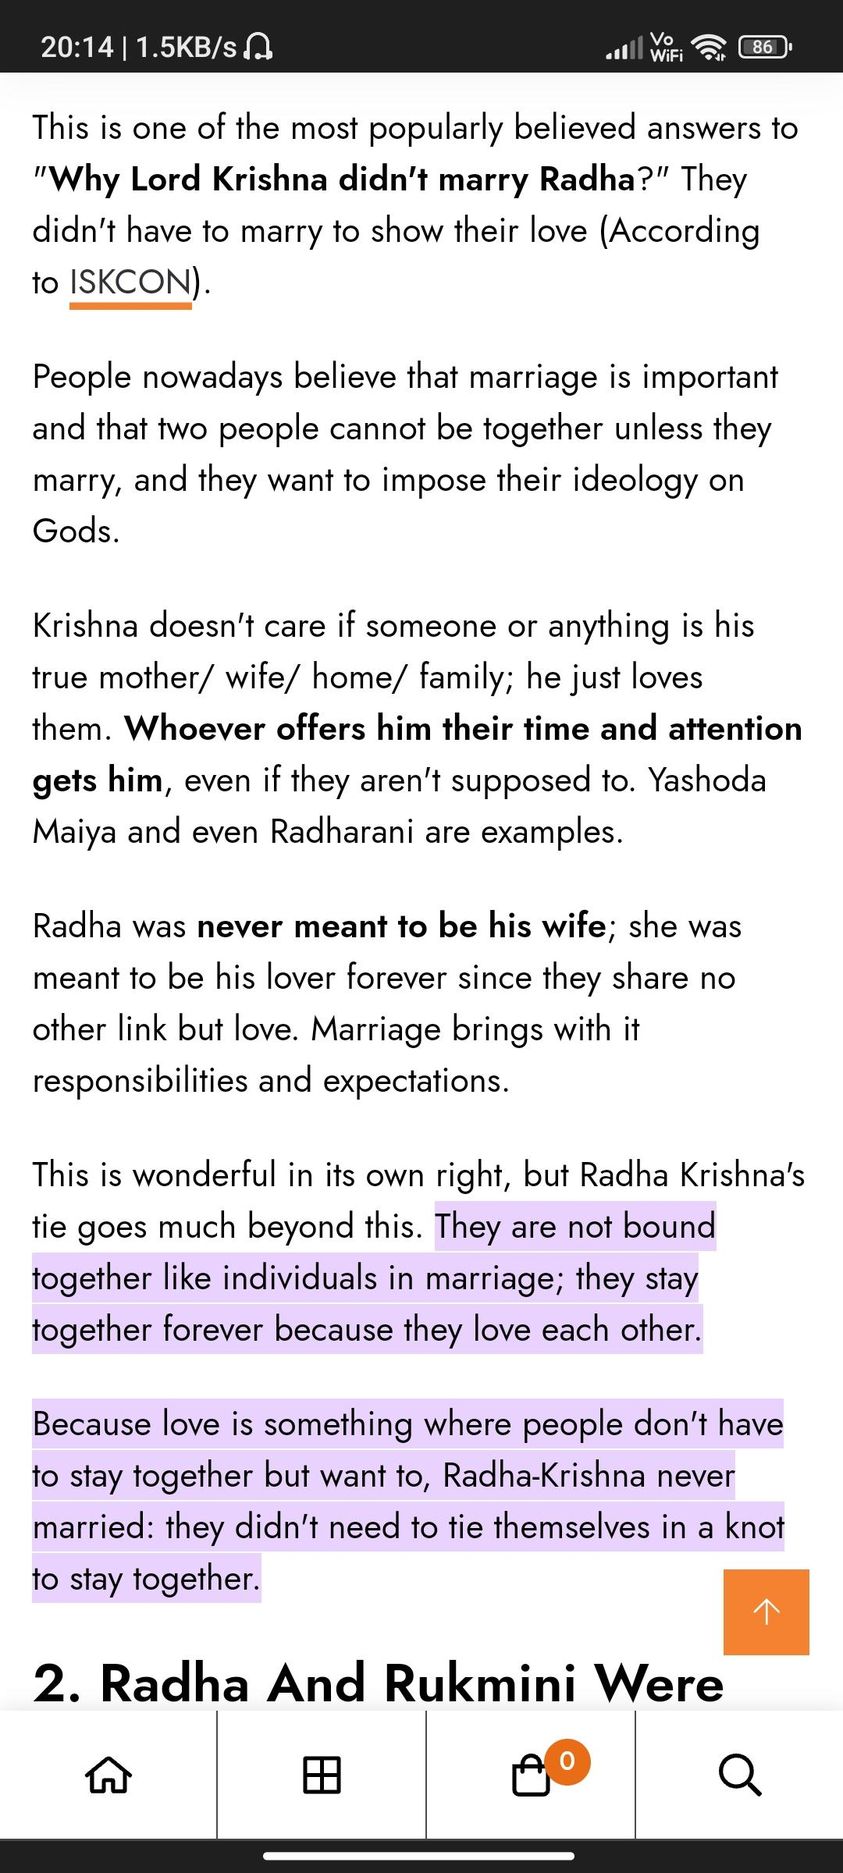 20:14 | 1.5KB/s
Vo
WiFi
86
This is one of the most popularly believed answers to
"Why Lord Krishna didn't marry Radha?" They
didn't have to marry to show their love (According
to ISKCON).
People nowadays believe that marriage is important
and that two people cannot be together unless they
marry, and they want to impose their ideology on
Gods.
Krishna doesn't care if someone or anything is his
true mother/ wife/ home/ family; he just loves
them. Whoever offers him their time and attention
gets him, even if they aren't supposed to. Yashoda
Maiya and even Radharani are examples.
Radha was never meant to be his wife; she was
meant to be his lover forever since they share no
other link but love. Marriage brings with it
responsibilities and expectations.
This is wonderful in its own right, but Radha Krishna's
tie goes much beyond this. They are not bound
together like individuals in marriage; they stay
together forever because they love each other.
Because love is something where people don't have
to stay together but want to, Radha-Krishna never
married: they didn't need to tie themselves in a knot
to stay together.
2. Radha And Rukmini Were
0